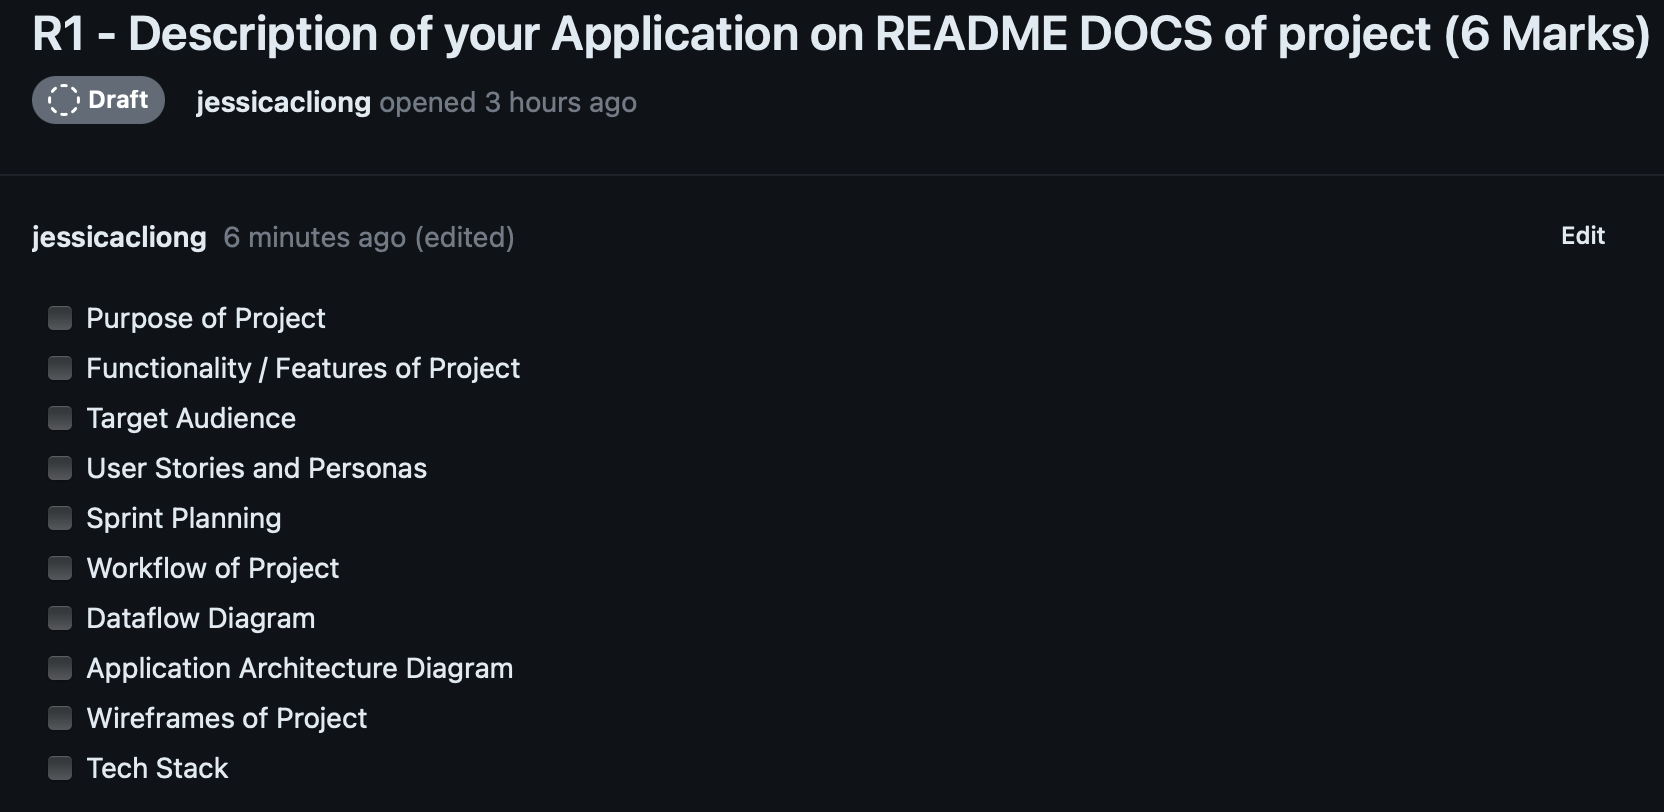 R1 - Description of your Application on README DOCS of project (6 Marks)
Draft jessicacliong opened 3 hours ago
jessicacliong 6 minutes ago (edited) Edit
Purpose of Project
Functionality / Features of Project
Target Audience
User Stories and Personas
Sprint Planning
Workflow of Project
Dataflow Diagram
Application Architecture Diagram
Wireframes of Project
Tech Stack